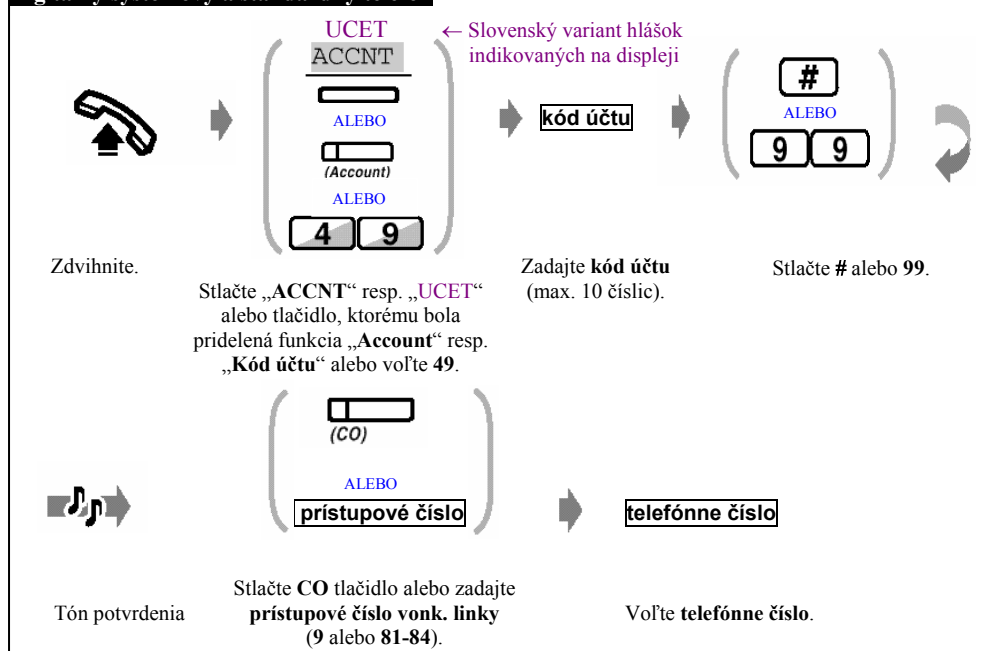 UCET
← Slovenský variant hlášok
indikovaných na displeji
ACCNT
ALEBO
(Account)
ALEBO
4 9
kód účtu
#
ALEBO
9 9
Zdvihnite.
Stlačte „ACCNT“ resp. „UCET“
alebo tlačidlo, ktorému bola
pridelená funkcia „Account“ resp.
„Kód účtu“ alebo voľte 49.
Zadajte kód účtu
(max. 10 číslic).
Stlačte # alebo 99.
(CO)
ALEBO
prístupové číslo
telefónne číslo
Tón potvrdenia
Stlačte CO tlačidlo alebo zadajte
prístupové číslo vonk. linky
(9 alebo 81-84).
Voľte telefónne číslo.